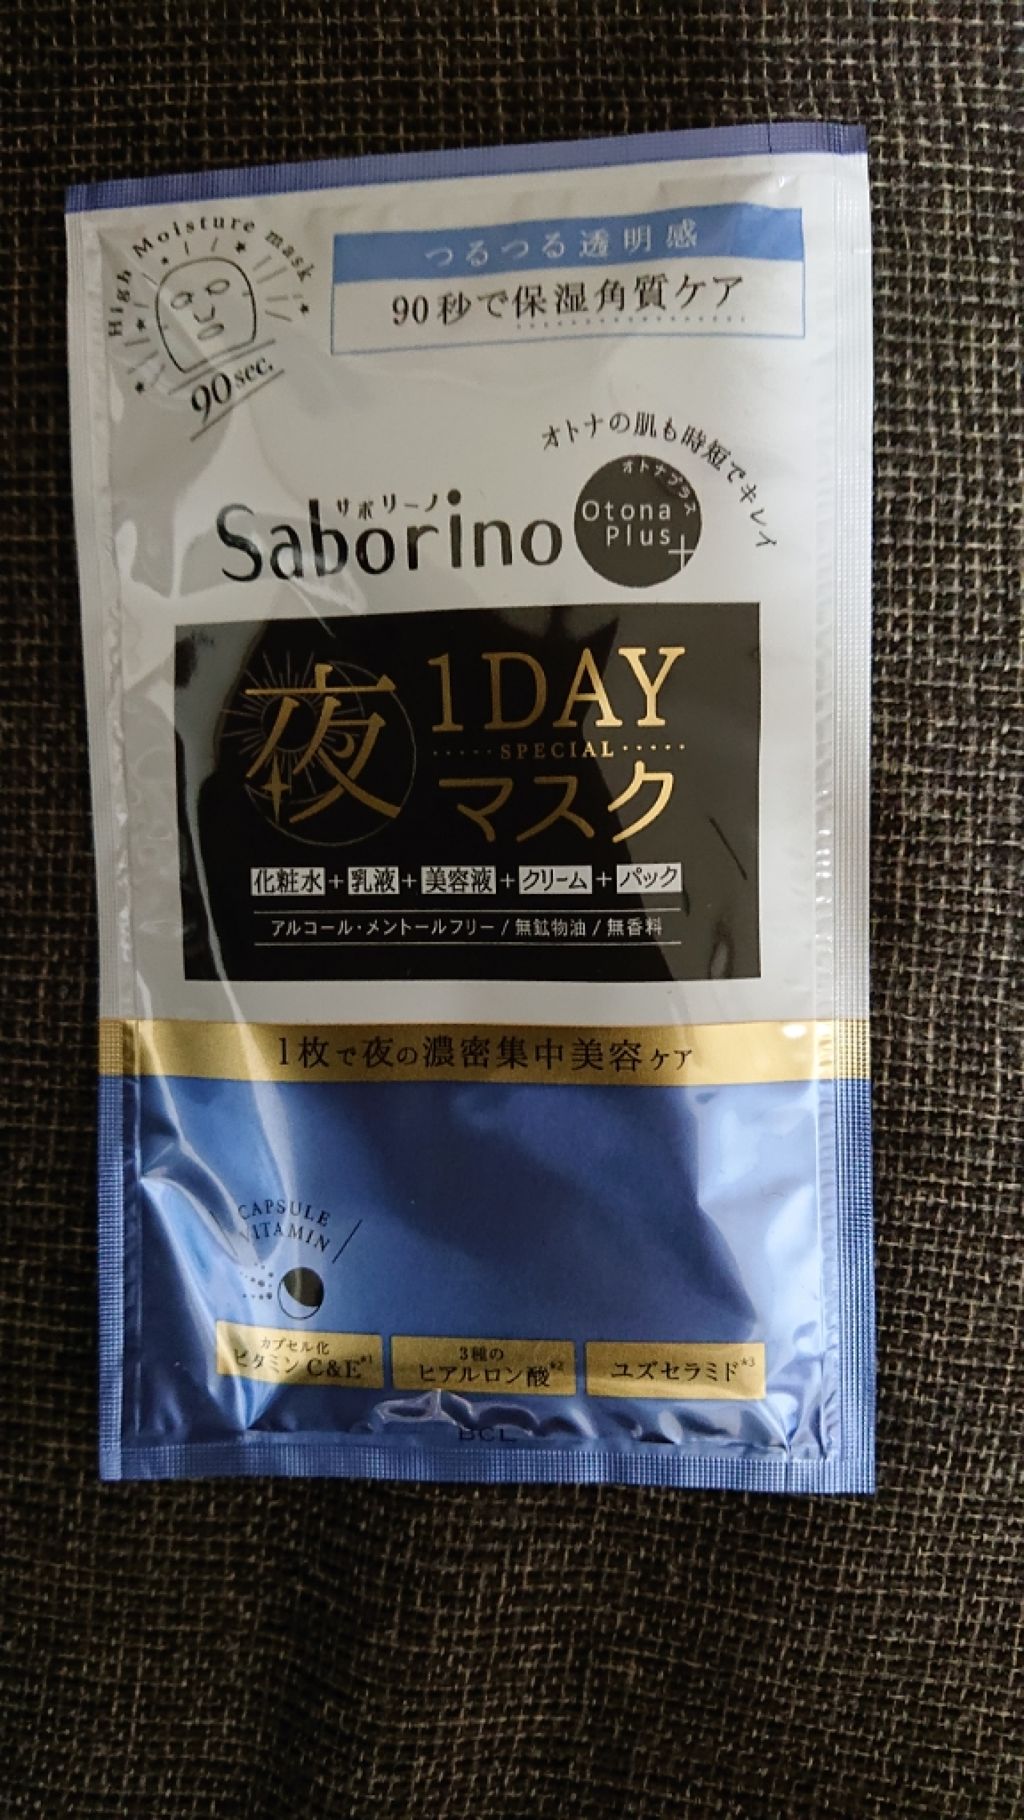 High Moisture mask
90sec.
つるつる透明感
90秒で保湿角質ケア
オトナの肌も時短でキレイ
サボリーノ
Saborino
オトナプラス
Otona
Plus+
夜
1DAY
SPECIAL
マスク
化粧水+乳液+美容液+クリーム+パック
アルコール・メントールフリー/無鉱物油/無香料
1枚で夜の濃密集中美容ケア
CAPSULE
VITAMIN
カプセル化
ビタミンC&E*1
3種の
ヒアルロン酸*2
ユズセラミド*3
BCL